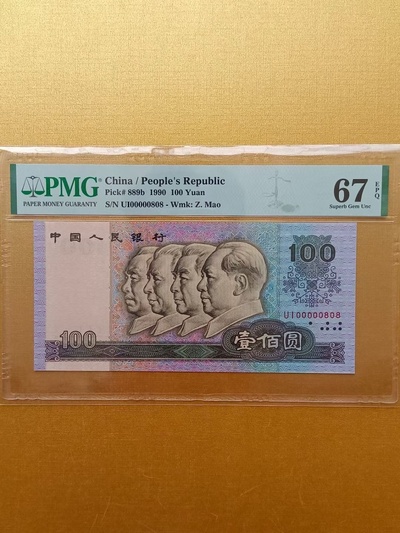 PMG
PAPER MONEY GUARANTY
China / People's Republic
Pick# 889b 1990 100 Yuan
S/N UI00000808 - Wmk: Z. Mao
67 EPQ
Superb Gem Unc
中国人民银行
100
UI00000808
100
壹佰圆